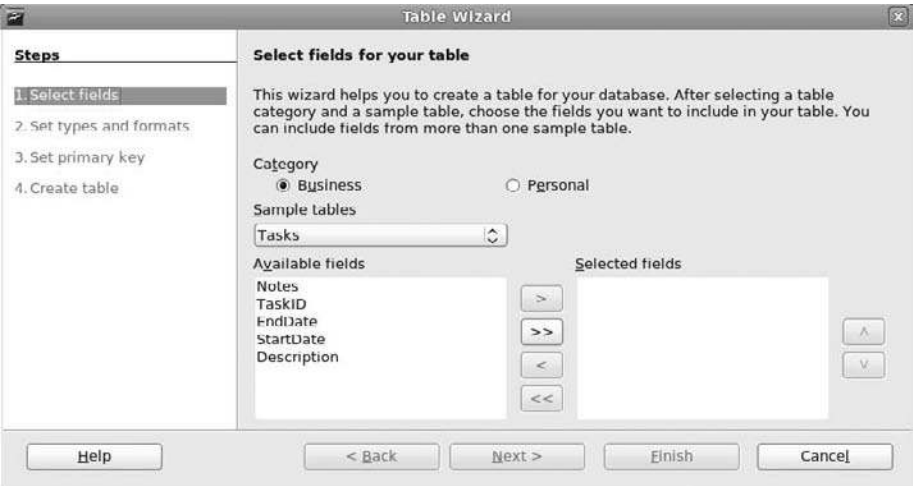 Table Wizard
Steps
1. Select fields
2. Set types and formats
3. Set primary key
4. Create table
Select fields for your table
This wizard helps you to create a table for your database. After selecting a table
category and a sample table, choose the fields you want to include in your table. You
can include fields from more than one sample table.
Category
Business
Personal
Sample tables
Tasks
Available fields
Selected fields
Notes
TaskID
EndDate
StartDate
Description
>
>>
<
<<
Help
< Back
Next >
Finish
Cancel